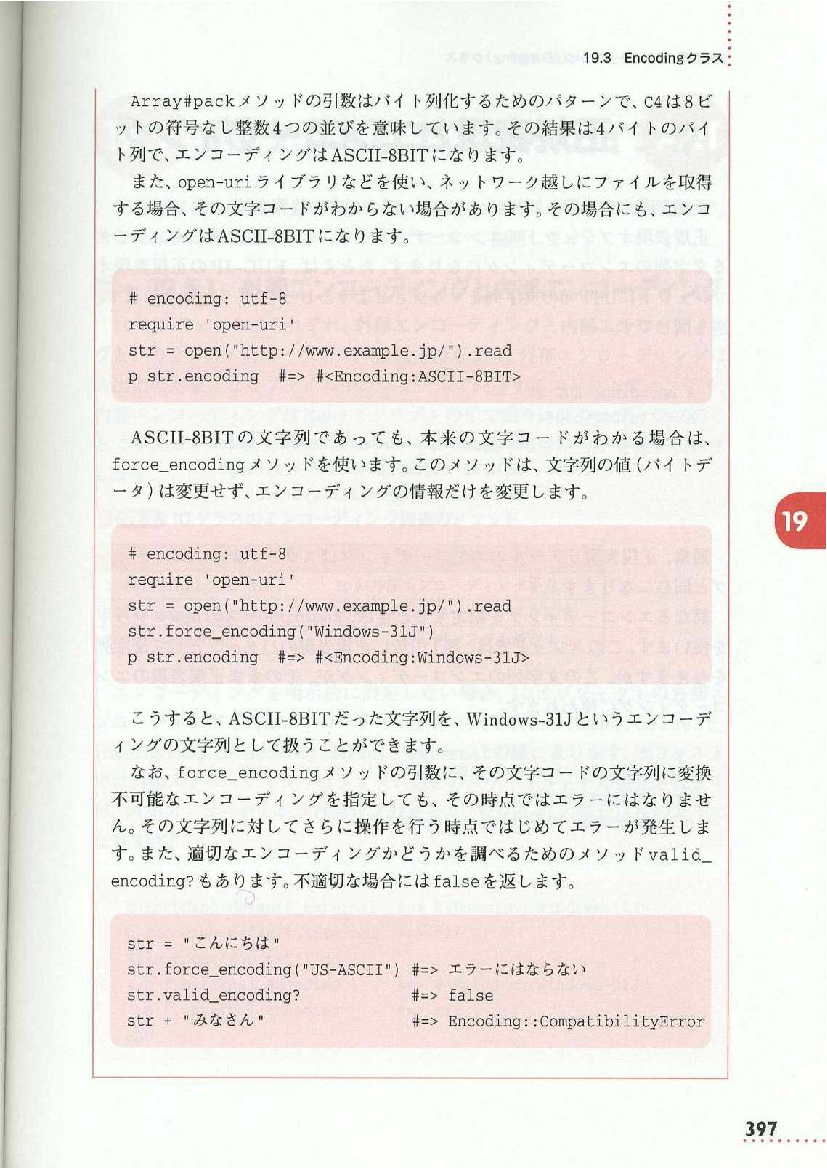 19.3 Encodingクラス
Array#packメソッドの引数はバイト列化するためのパターンで、C4は8ビ
ットの符号なし整数4つの並びを意味しています。その結果は4バイトのバイ
ト列で、エンコーディングはASCII-8BITになります。
また、open-uriライブラリなどを使い、ネットワーク越しにファイルを取得
する場合、その文字コードがわからない場合があります。その場合にも、エンコ
ーディングはASCII-8BITになります。
# encoding: utf-8
require 'open-uri'
str = open("http://www.example.jp/").read
p str.encoding #=> #<Encoding:ASCII-8BIT>
ASCII-8BITの文字列であっても、本来の文字コードがわかる場合は、
force_encodingメソッドを使います。このメソッドは、文字列の値(バイトデ
ータ)は変更せず、エンコーディングの情報だけを変更します。
19
# encoding: utf-8
require 'open-uri'
str = open("http://www.example.jp/").read
str.force_encoding("Windows-31J")
p str.encoding #=> #<Encoding:Windows-31J>
こうすると、ASCII-8BITだった文字列を、Windows-31Jというエンコーデ
ィングの文字列として扱うことができます。
なお、force_encodingメソッドの引数に、その文字コードの文字列に変換
不可能なエンコーディングを指定しても、その時点ではエラーにはなりませ
ん。その文字列に対してさらに操作を行う時点ではじめてエラーが発生しま
す。また、適切なエンコーディングかどうかを調べるためのメソッドvalid_
encoding?もあります。不適切な場合にはfalseを返します。
str = "こんにちは"
str.force_encoding("US-ASCII") #=> エラーにはならない
str.valid_encoding? #=> false
str + "みなさん" #=> Encoding::CompatibilityError
397